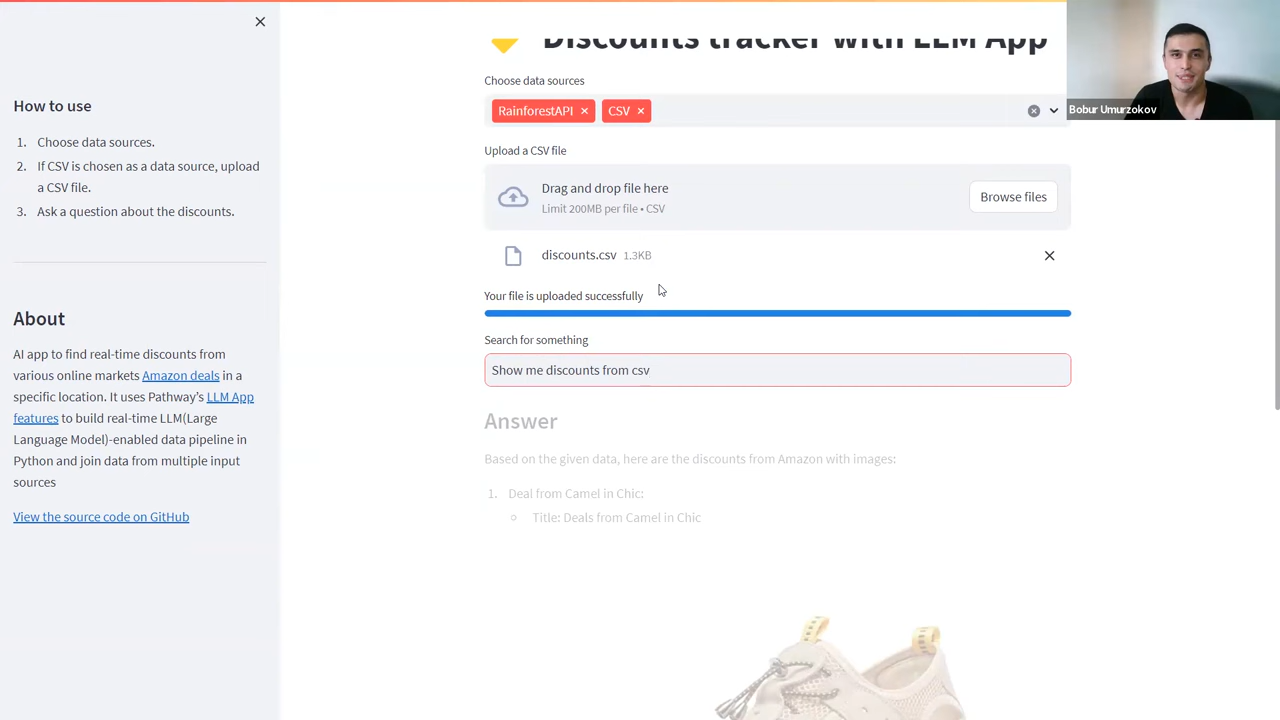 How to use
1. Choose data sources.
2. If CSV is chosen as a data source, upload
a CSV file.
3. Ask a question about the discounts.
About
AI app to find real-time discounts from
various online markets Amazon deals in a
specific location. It uses Pathway's LLM App
features to build real-time LLM(Large
Language Model)-enabled data pipeline in
Python and join data from multiple input
sources
View the source code on GitHub
Discounts tracker with LLM App
Choose data sources
RainforestAPI
CSV
Upload a CSV file
Drag and drop file here
Limit 200MB per file • CSV
Browse files
discounts.csv 1.3KB
Your file is uploaded successfully
Search for something
Show me discounts from csv
Answer
Based on the given data, here are the discounts from Amazon with images:
1. Deal from Camel in Chic:
Title: Deals from Camel in Chic
Bobur Umurzokov